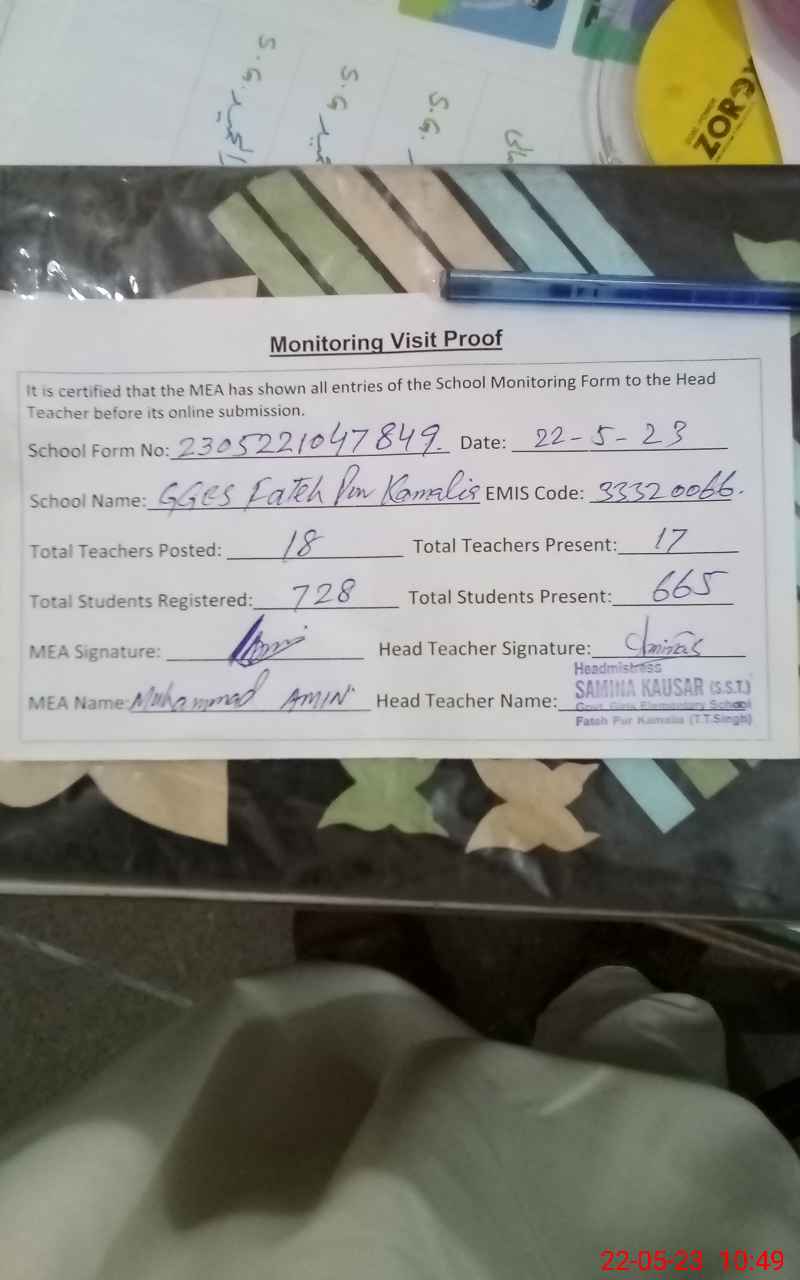 S.G.
S.G
S.G.
ZOR
Monitoring Visit Proof
It is certified that the MEA has shown all entries of the School Monitoring Form to the Head
Teacher before its online submission.
School Form No: 2305221047849. Date: 22-5-23
School Name: GGES Fateh Pur Kamalia EMIS Code: 33320066.
Total Teachers Posted: 18 Total Teachers Present: 17
Total Students Registered: 728 Total Students Present: 665
MEA Signature: Head Teacher Signature:
Headmistress
MEA Name: Muhammad AMIN Head Teacher Name: SAMINA KAUSAR (S.S.T.)
Govt. Girls Elementary School
Fateh Pur Kamalia (T.T.Singh)
22-05-23 10:49